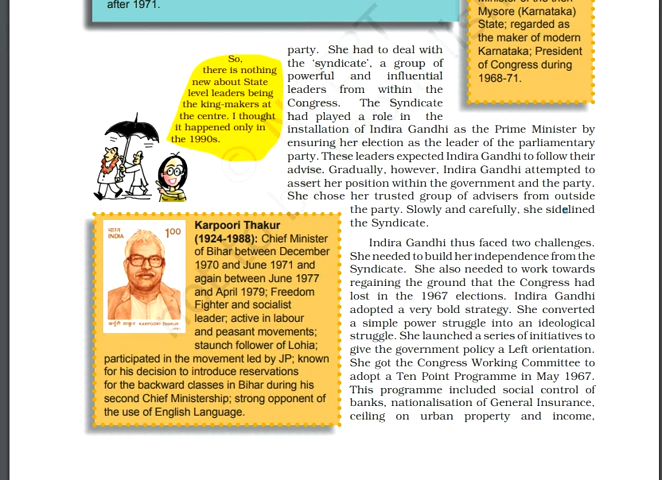 after 1971.
Minister of the then
Mysore (Karnataka)
State; regarded as
the maker of modern
Karnataka; President
of Congress during
1968-71.
So,
there is nothing
new about State
level leaders being
the king-makers at
the centre. I thought
it happened only in
the 1990s.
party. She had to deal with
the ‘syndicate’, a group of
powerful and influential
leaders from within the
Congress. The Syndicate
had played a role in the
installation of Indira Gandhi as the Prime Minister by
ensuring her election as the leader of the parliamentary
party. These leaders expected Indira Gandhi to follow their
advise. Gradually, however, Indira Gandhi attempted to
assert her position within the government and the party.
She chose her trusted group of advisers from outside
the party. Slowly and carefully, she sidelined
the Syndicate.
Indira Gandhi thus faced two challenges.
She needed to build her independence from the
Syndicate. She also needed to work towards
regaining the ground that the Congress had
lost in the 1967 elections. Indira Gandhi
adopted a very bold strategy. She converted
a simple power struggle into an ideological
struggle. She launched a series of initiatives to
give the government policy a Left orientation.
She got the Congress Working Committee to
adopt a Ten Point Programme in May 1967.
This programme included social control of
banks, nationalisation of General Insurance,
ceiling on urban property and income,
भारत
INDIA
100
कर्पूरी ठाकुर KARPOORI THAKUR
Karpoori Thakur
(1924-1988): Chief Minister
of Bihar between December
1970 and June 1971 and
again between June 1977
and April 1979; Freedom
Fighter and socialist
leader; active in labour
and peasant movements;
staunch follower of Lohia;
participated in the movement led by JP; known
for his decision to introduce reservations
for the backward classes in Bihar during his
second Chief Ministership; strong opponent of
the use of English Language.